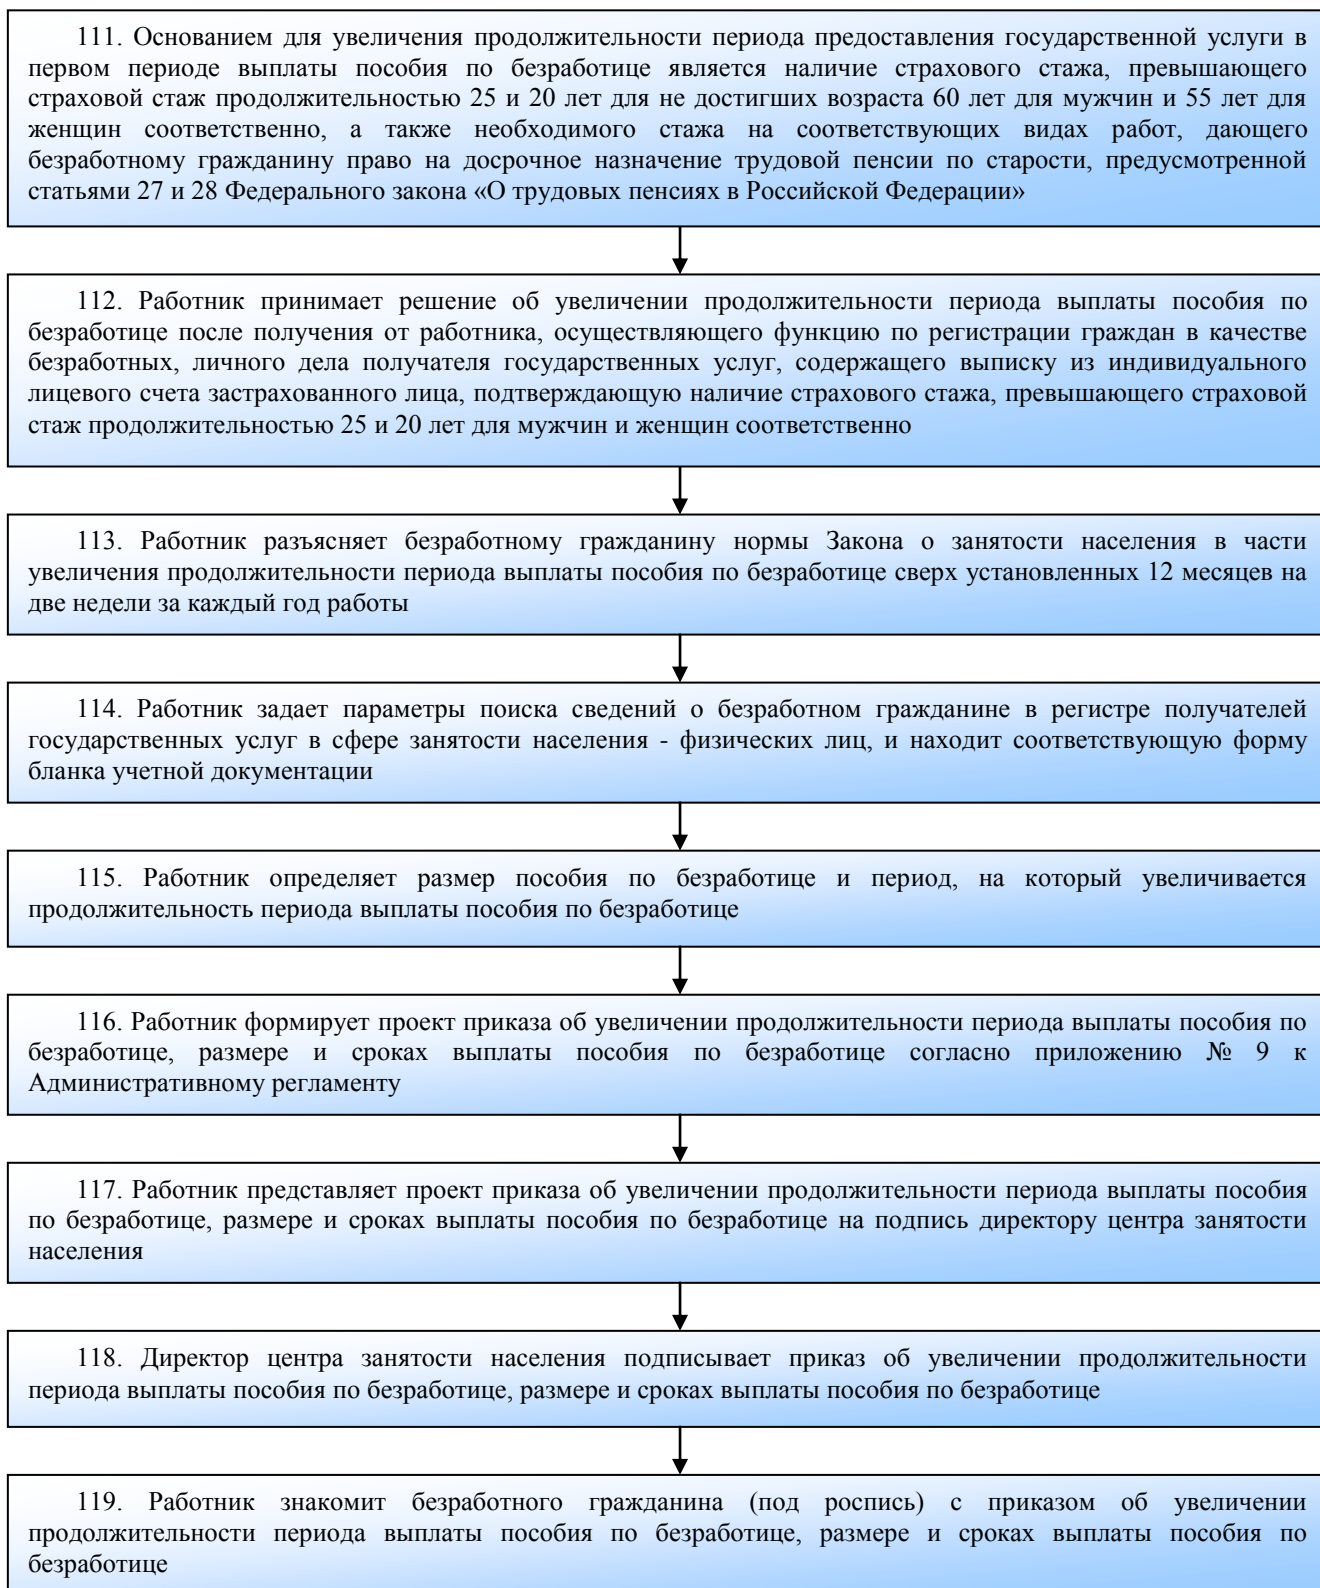 111. Основанием для увеличения продолжительности периода предоставления государственной услуги в
первом периоде выплаты пособия по безработице является наличие страхового стажа, превышающего
страховой стаж продолжительностью 25 и 20 лет для не достигших возраста 60 лет для мужчин и 55 лет для
женщин соответственно, а также необходимого стажа на соответствующих видах работ, дающего
безработному гражданину право на досрочное назначение трудовой пенсии по старости, предусмотренной
статьями 27 и 28 Федерального закона «О трудовых пенсиях в Российской Федерации»
112. Работник принимает решение об увеличении продолжительности периода выплаты пособия по
безработице после получения от работника, осуществляющего функцию по регистрации граждан в качестве
безработных, личного дела получателя государственных услуг, содержащего выписку из индивидуального
лицевого счета застрахованного лица, подтверждающую наличие страхового стажа, превышающего страховой
стаж продолжительностью 25 и 20 лет для мужчин и женщин соответственно
113. Работник разъясняет безработному гражданину нормы Закона о занятости населения в части
увеличения продолжительности периода выплаты пособия по безработице сверх установленных 12 месяцев на
две недели за каждый год работы
114. Работник задает параметры поиска сведений о безработном гражданине в регистре получателей
государственных услуг в сфере занятости населения - физических лиц, и находит соответствующую форму
бланка учетной документации
115. Работник определяет размер пособия по безработице и период, на который увеличивается
продолжительность периода выплаты пособия по безработице
116. Работник формирует проект приказа об увеличении продолжительности периода выплаты пособия по
безработице, размере и сроках выплаты пособия по безработице согласно приложению № 9 к
Административному регламенту
117. Работник представляет проект приказа об увеличении продолжительности периода выплаты пособия
по безработице, размере и сроках выплаты пособия по безработице на подпись директору центра занятости
населения
118. Директор центра занятости населения подписывает приказ об увеличении продолжительности
периода выплаты пособия по безработице, размере и сроках выплаты пособия по безработице
119. Работник знакомит безработного гражданина (под роспись) с приказом об увеличении
продолжительности периода выплаты пособия по безработице, размере и сроках выплаты пособия по
безработице